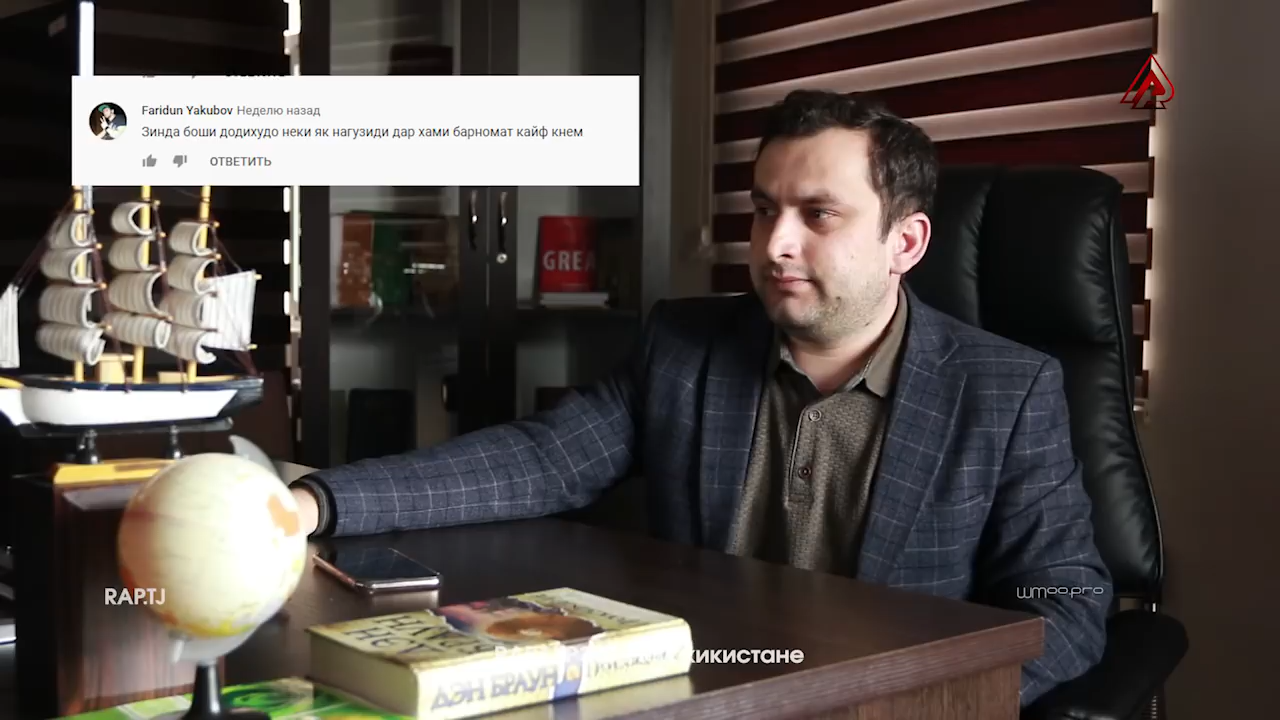 Faridun Yakubov Неделю назад
Зинда боши додихудо неки як нагузиди дар хами барномат кайф кнем
ОТВЕТИТЬ
GREA
RAP.TJ
wmoo.pro
ДЭН БРАУН